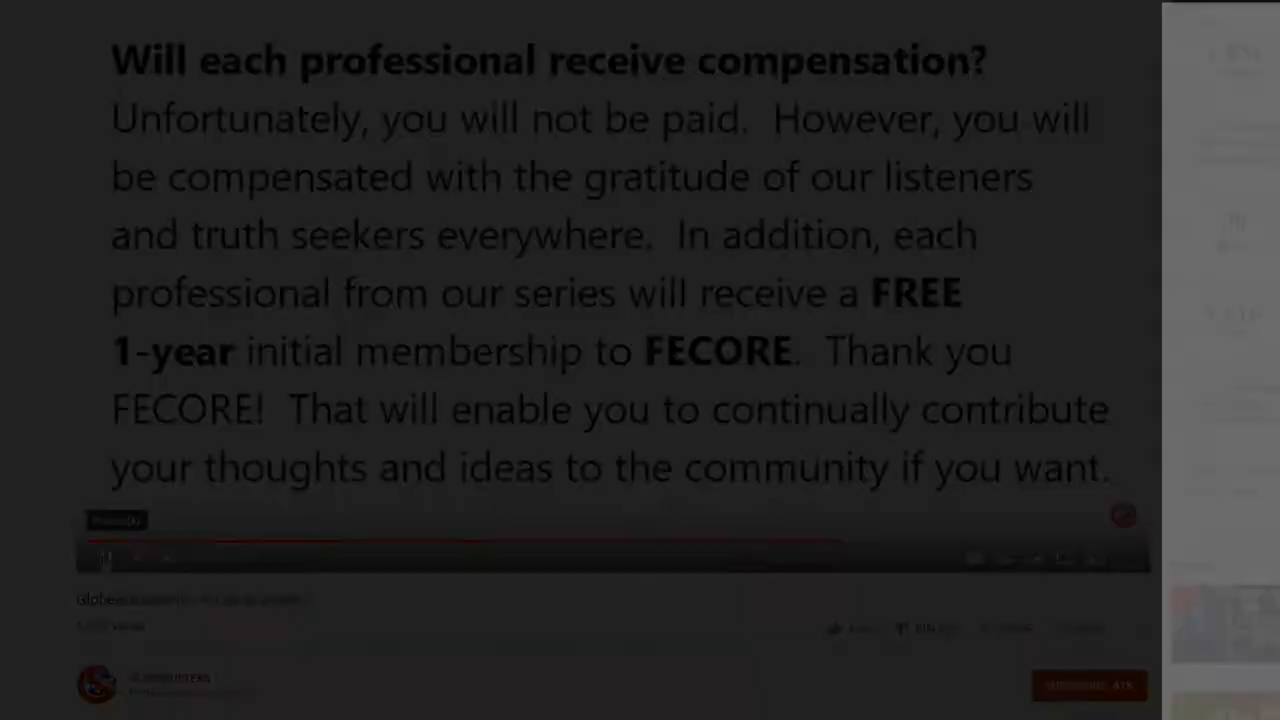 Will each professional receive compensation?
Unfortunately, you will not be paid.  However, you will
be compensated with the gratitude of our listeners
and truth seekers everywhere.  In addition, each
professional from our series will receive a FREE
1-year initial membership to FECORE.  Thank you
FECORE!  That will enable you to continually contribute
your thoughts and ideas to the community if you want.